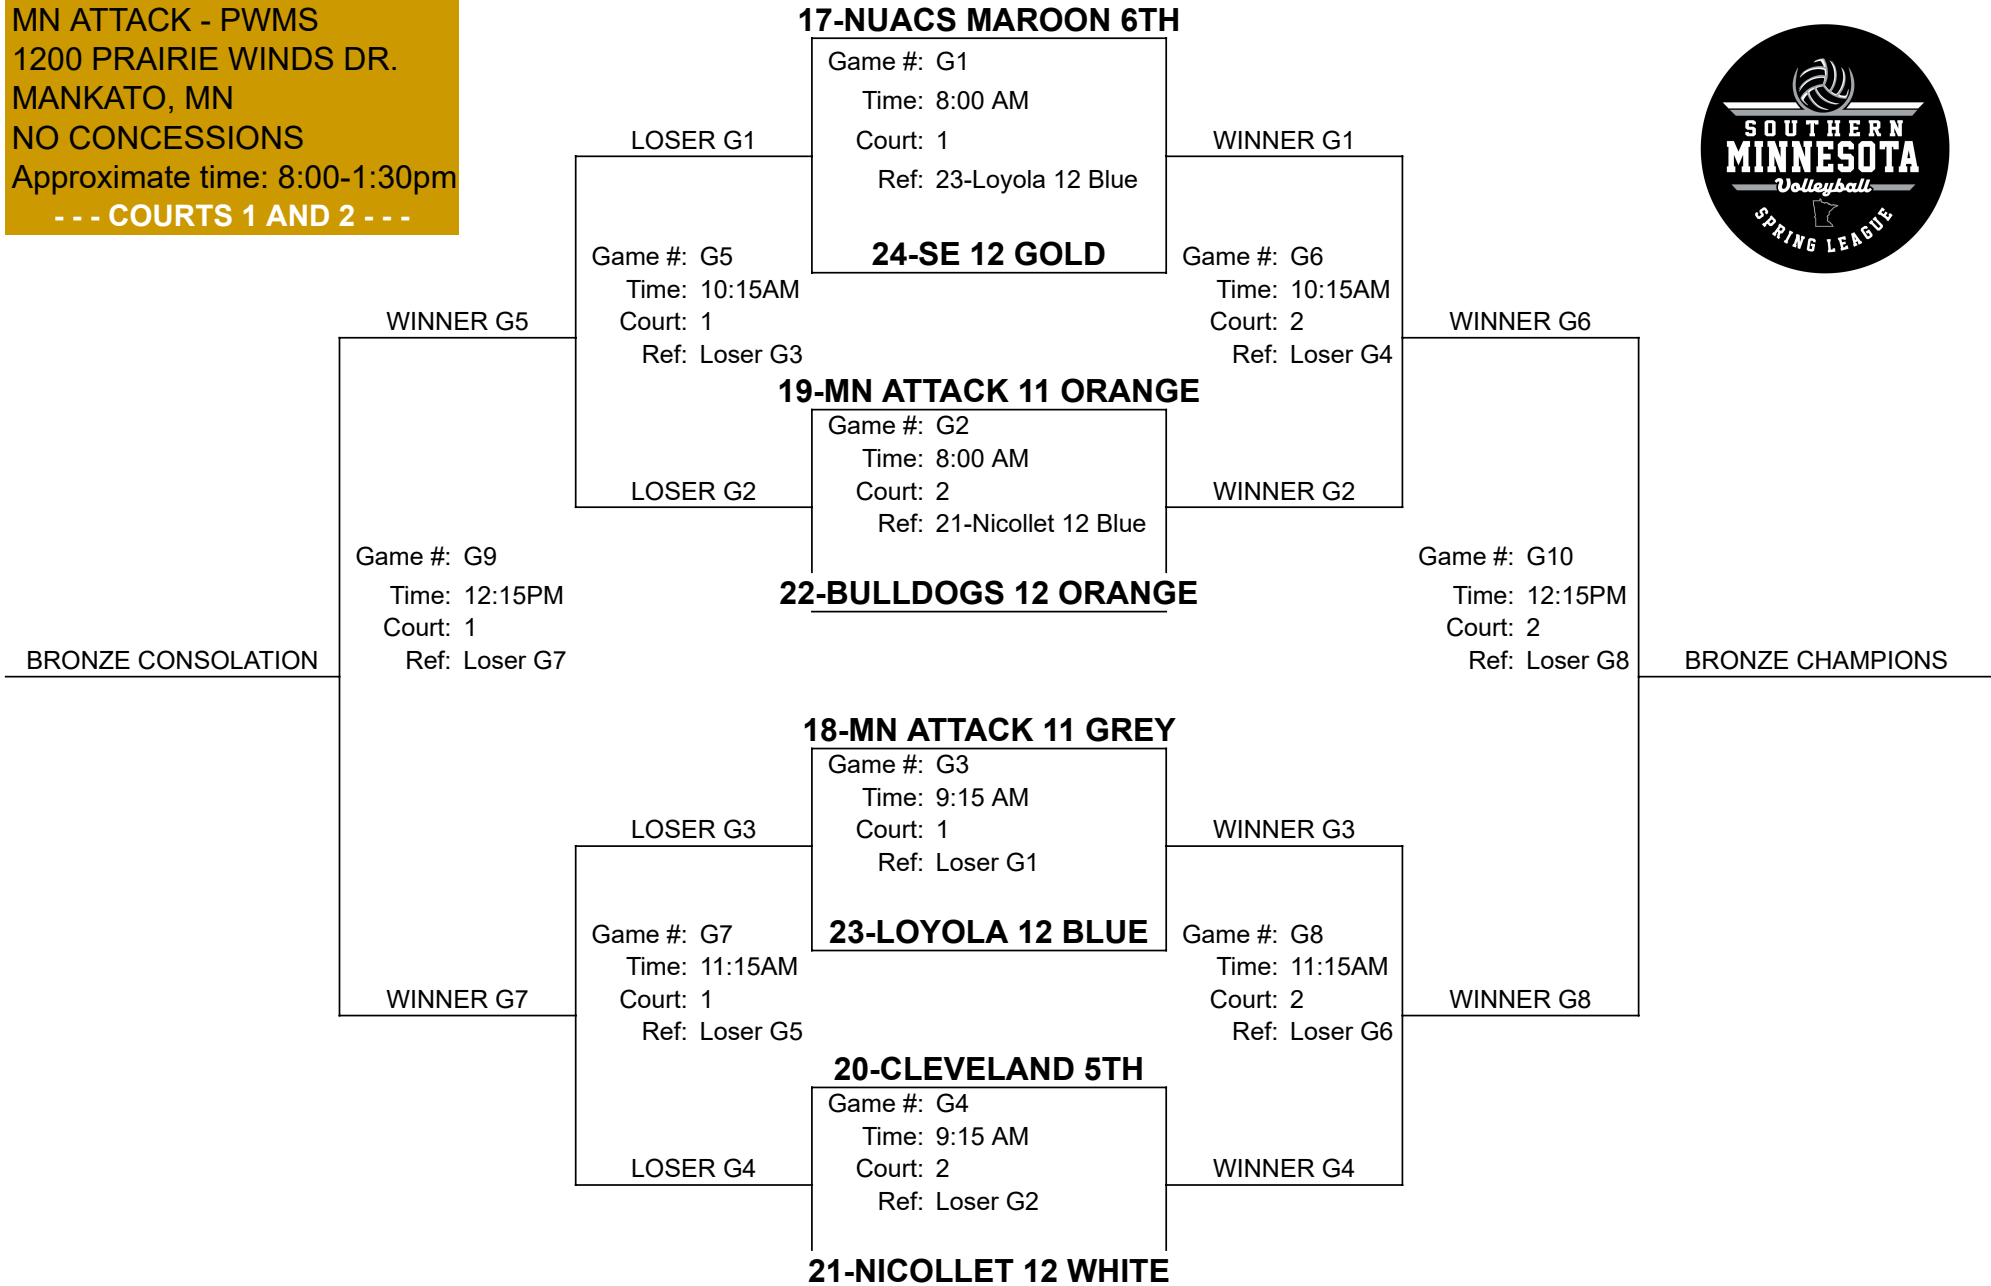 MN ATTACK - PWMS
1200 PRAIRIE WINDS DR.
MANKATO, MN
NO CONCESSIONS
Approximate time: 8:00-1:30pm
- - - COURTS 1 AND 2 - - -
SOUTHERN
MINNESOTA
Volleyball
SPRING LEAGUE
17-NUACS MAROON 6TH
Game #: G1
Time: 8:00 AM
Court: 1
Ref: 23-Loyola 12 Blue
24-SE 12 GOLD
LOSER G1
WINNER G1
Game #: G5
Time: 10:15AM
Court: 1
Ref: Loser G3
Game #: G6
Time: 10:15AM
Court: 2
Ref: Loser G4
WINNER G5
WINNER G6
19-MN ATTACK 11 ORANGE
Game #: G2
Time: 8:00 AM
Court: 2
Ref: 21-Nicollet 12 Blue
22-BULLDOGS 12 ORANGE
LOSER G2
WINNER G2
Game #: G9
Time: 12:15PM
Court: 1
Ref: Loser G7
Game #: G10
Time: 12:15PM
Court: 2
Ref: Loser G8
BRONZE CONSOLATION
BRONZE CHAMPIONS
18-MN ATTACK 11 GREY
Game #: G3
Time: 9:15 AM
Court: 1
Ref: Loser G1
23-LOYOLA 12 BLUE
LOSER G3
WINNER G3
Game #: G7
Time: 11:15AM
Court: 1
Ref: Loser G5
Game #: G8
Time: 11:15AM
Court: 2
Ref: Loser G6
WINNER G7
WINNER G8
20-CLEVELAND 5TH
Game #: G4
Time: 9:15 AM
Court: 2
Ref: Loser G2
21-NICOLLET 12 WHITE
LOSER G4
WINNER G4